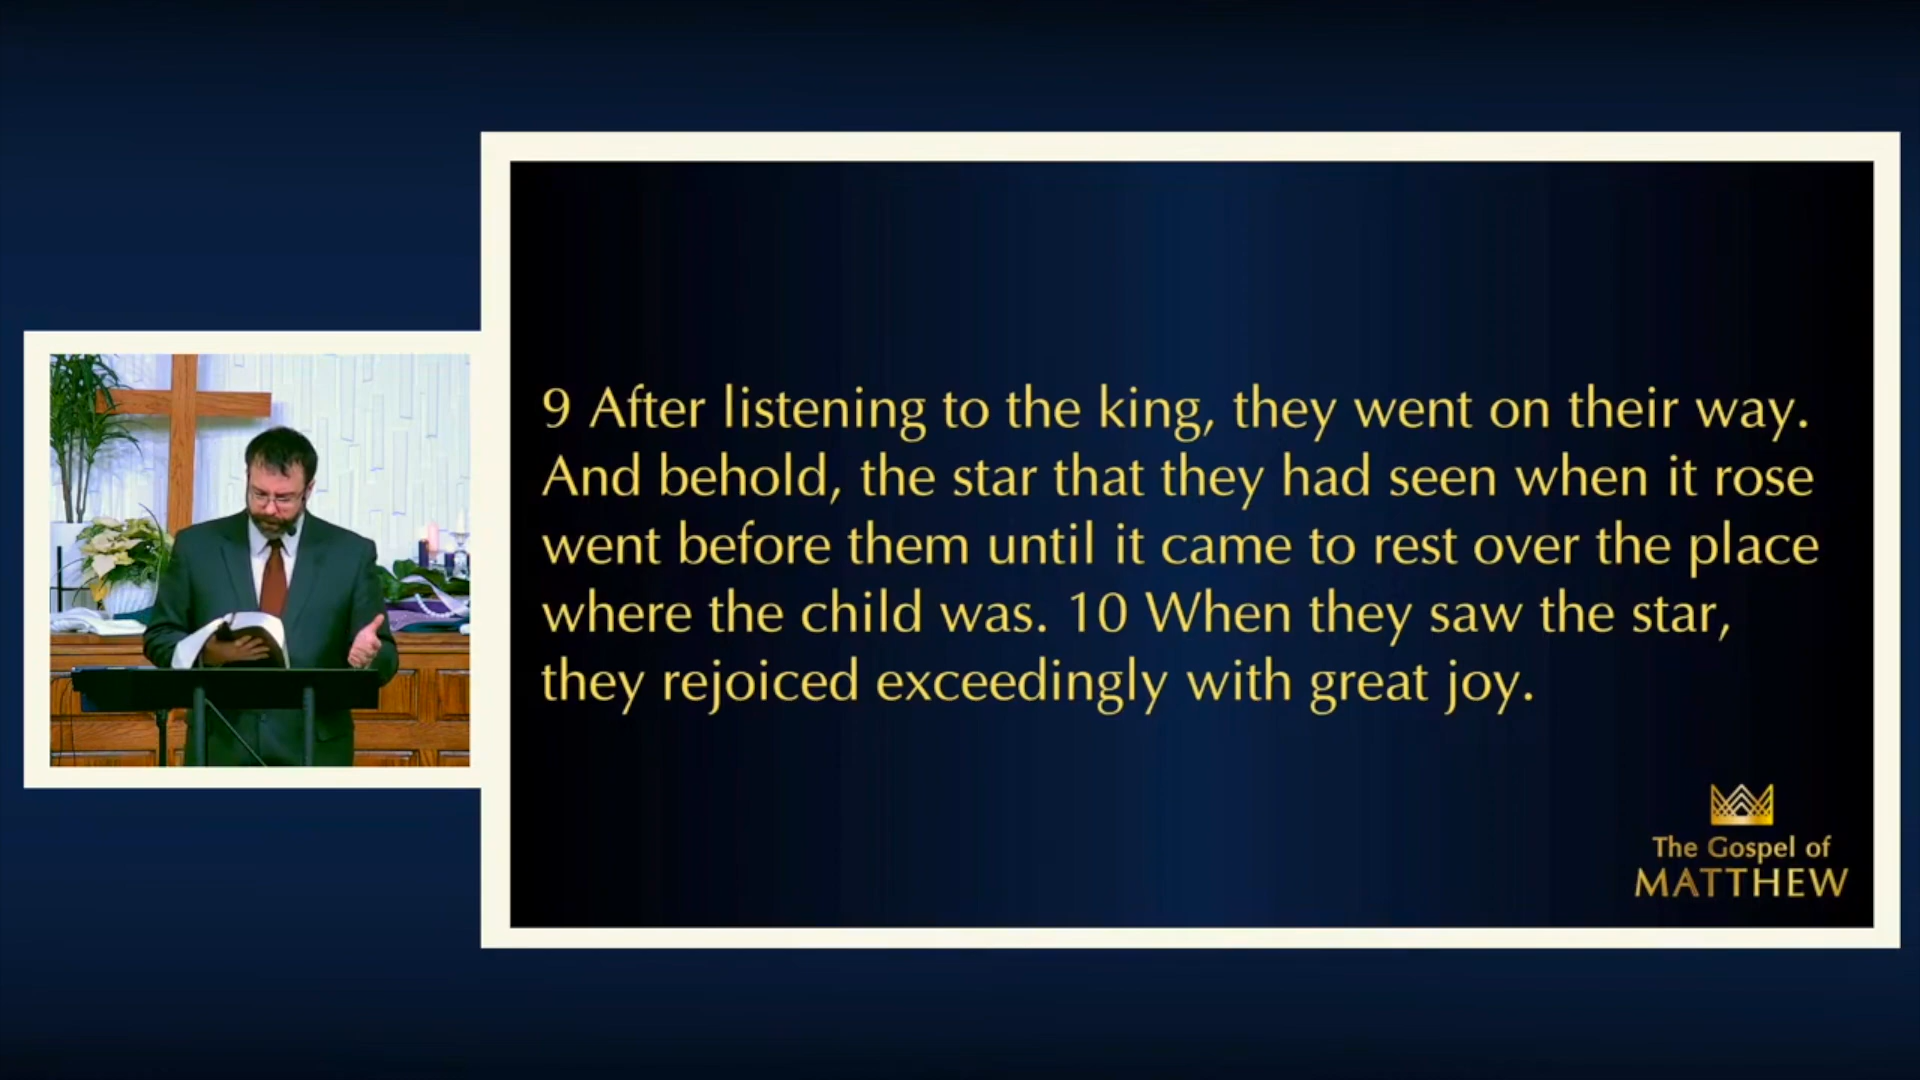 9 After listening to the king, they went on their way.
And behold, the star that they had seen when it rose
went before them until it came to rest over the place
where the child was. 10 When they saw the star,
they rejoiced exceedingly with great joy.
The Gospel of
MATTHEW